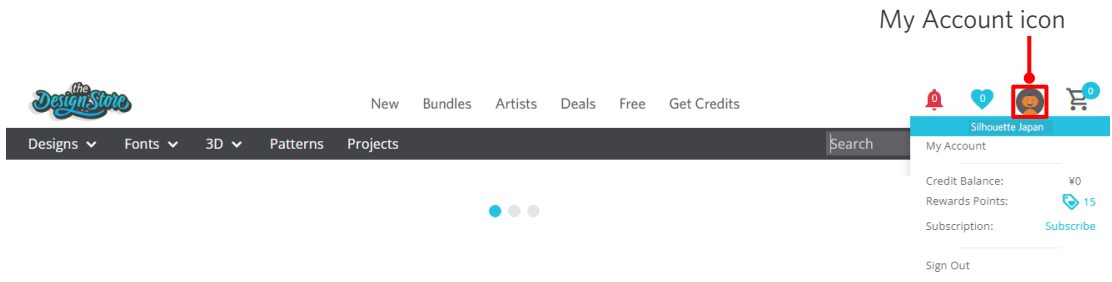 My Account icon
the
Design Store
New Bundles Artists Deals Free Get Credits
0 0 0
Designs Fonts 3D Patterns Projects
Search
Silhouette Japan
My Account
Credit Balance: ¥0
Rewards Points: 15
Subscription: Subscribe
Sign Out